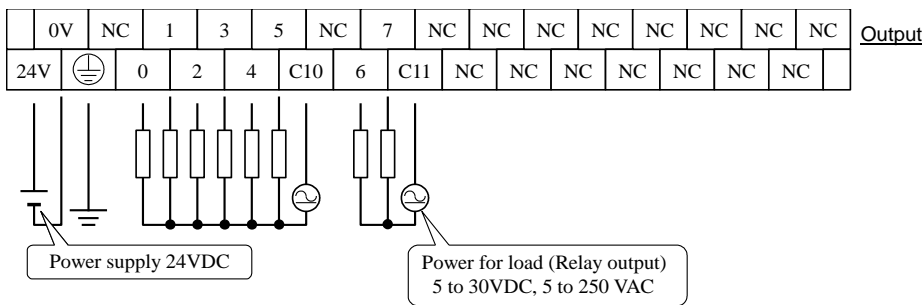 0V NC 1 3 5 NC 7 NC NC NC NC NC NC NC NC Output
24V 0 2 4 C10 6 C11 NC NC NC NC NC NC NC
Power supply 24VDC
Power for load (Relay output)
5 to 30VDC, 5 to 250 VAC